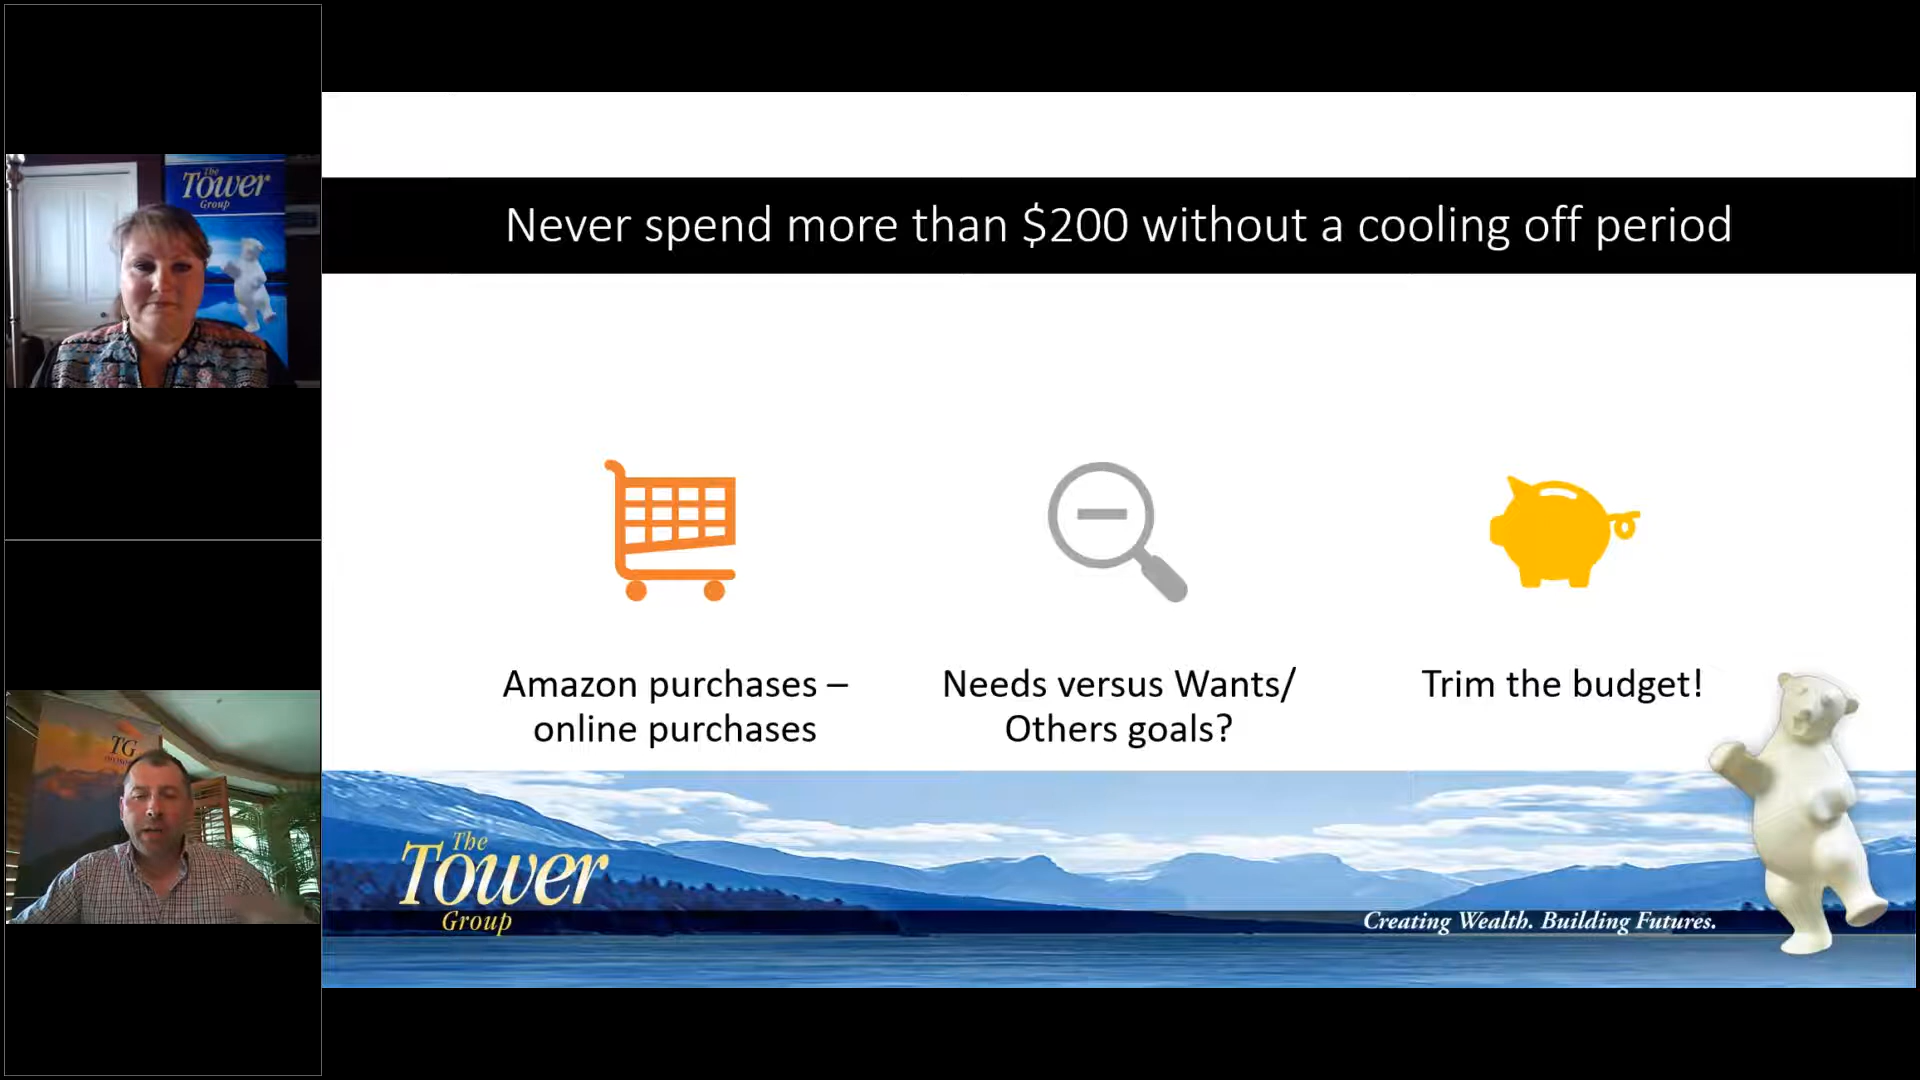 The
Tower
Group
TG
Never spend more than $200 without a cooling off period
Amazon purchases –
online purchases
Needs versus Wants/
Others goals?
Trim the budget!
The
Tower
Group
Creating Wealth. Building Futures.